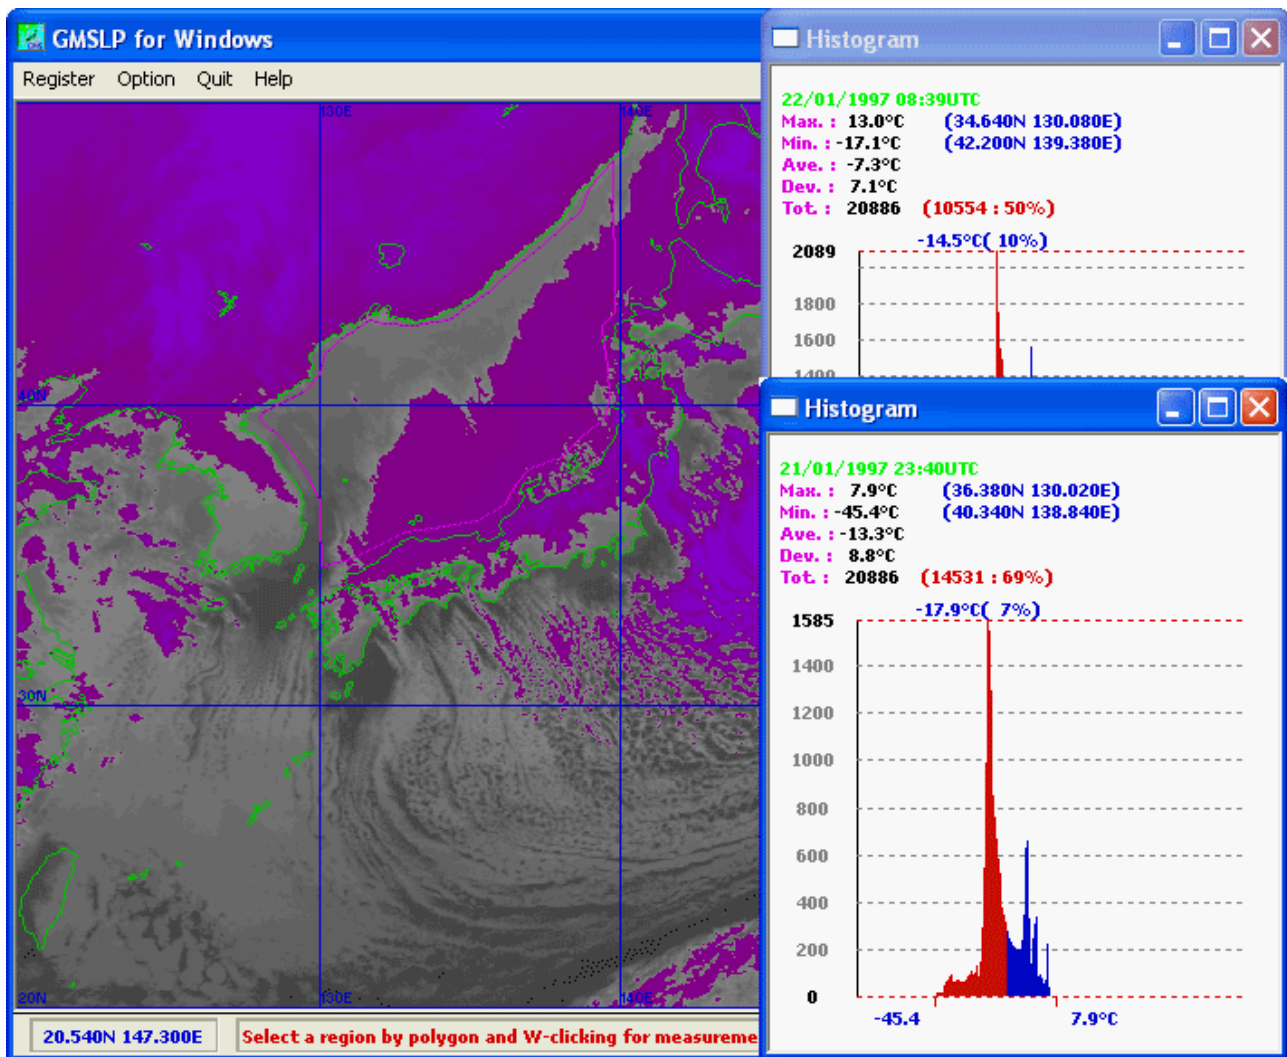 GMSLP for Windows
Register Option Quit Help
130E
140E
40N
30N
20N
130E
140E
20.540N 147.300E
Select a region by polygon and W-clicking for measureme
Histogram
22/01/1997 08:39UTC
Max. : 13.0°C (34.640N 130.080E)
Min. : -17.1°C (42.200N 139.380E)
Ave. : -7.3°C
Dev. : 7.1°C
Tot. : 20886 (10554 : 50%)
-14.5°C( 10%)
2089
1800
1600
1400
Histogram
21/01/1997 23:40UTC
Max. : 7.9°C (36.380N 130.020E)
Min. : -45.4°C (40.340N 138.840E)
Ave. : -13.3°C
Dev. : 8.8°C
Tot. : 20886 (14531 : 69%)
-17.9°C( 7%)
1585
1400
1200
1000
800
600
400
200
0
-45.4 7.9°C